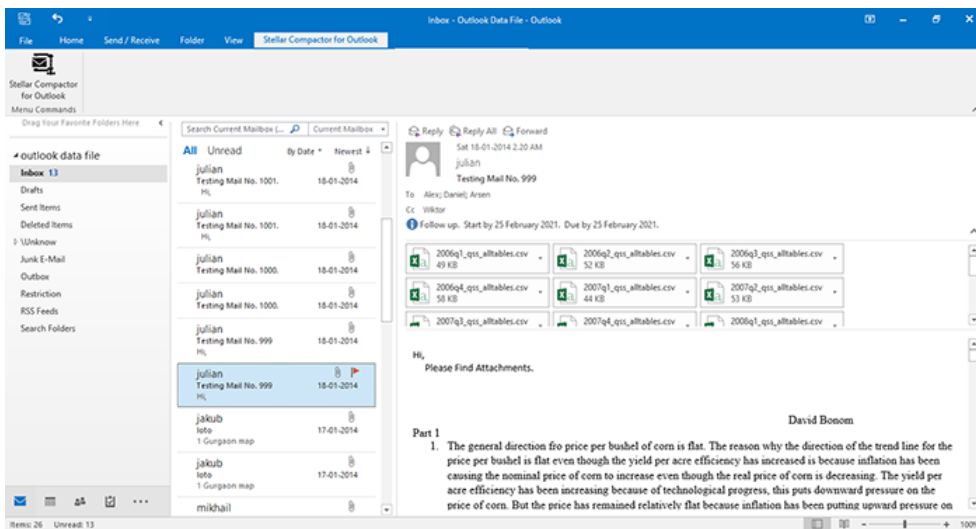 Inbox - Outlook Data File - Outlook
File Home Send / Receive Folder View Stellar Compactor for Outlook
Stellar Compactor
for Outlook
Menu Commands
Drag Your Favorite Folders Here
outlook data file
Inbox 13
Drafts
Sent Items
Deleted Items
\Unknow
Junk E-Mail
Outbox
Restriction
RSS Feeds
Search Folders
Search Current Mailbox (... Current Mailbox
All Unread By Date Newest
julian
Testing Mail No. 1001. 18-01-2014
Hi,
julian
Testing Mail No. 1001. 18-01-2014
Hi,
julian
Testing Mail No. 1000. 18-01-2014
julian
Testing Mail No. 1000. 18-01-2014
julian
Testing Mail No. 999 18-01-2014
Hi,
julian
Testing Mail No. 999 18-01-2014
Hi,
jakub
loto 17-01-2014
1 Gurgaon map
jakub
loto 17-01-2014
1 Gurgaon map
mikhail
Reply Reply All Forward
Sat 18-01-2014 2.20 AM
julian
Testing Mail No. 999
To Alex; Daniel; Arsen
Cc Wiktor
Follow up. Start by 25 February 2021. Due by 25 February 2021.
2006q1_qss_alltables.csv 2006q2_qss_alltables.csv 2006q3_qss_alltables.csv
49 KB 52 KB 56 KB
2006q4_qss_alltables.csv 2007q1_qss_alltables.csv 2007q2_qss_alltables.csv
58 KB 44 KB 53 KB
2007q3_qss_alltables.csv 2007q4_qss_alltables.csv 2008q1_qss_alltables.csv
Hi,
Please Find Attachments.
David Bonom
Part 1
1. The general direction fro price per bushel of corn is flat. The reason why the direction of the trend line for the
price per bushel is flat even though the yield per acre efficiency has increased is because inflation has been
causing the nominal price of corn to increase even though the real price of corn is decreasing. The yield per
acre efficiency has been increasing because of technological progress, this puts downward pressure on the
price of corn. But the price has remained relatively flat because inflation has been putting upward pressure on
Items: 26 Unread: 13
100%